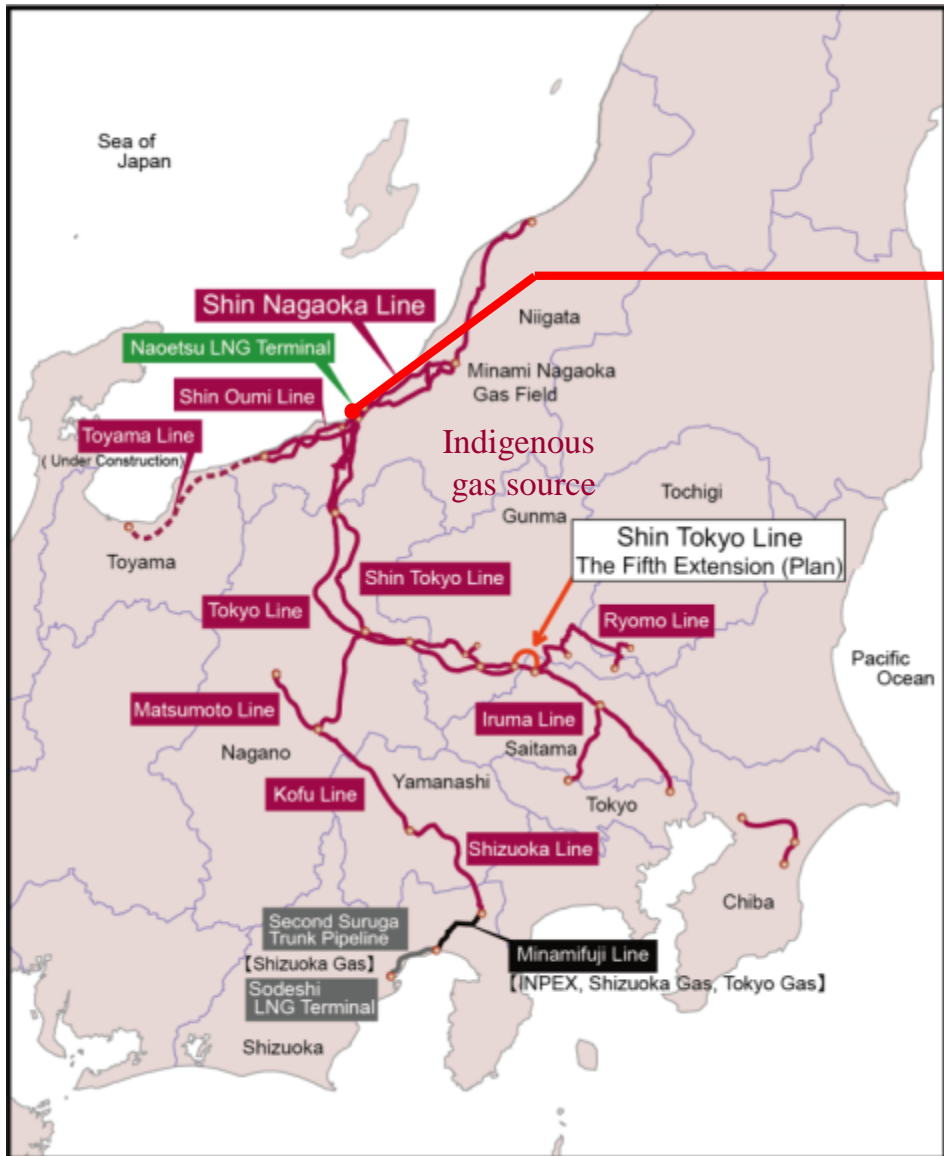 Sea of
Japan
Shin Nagaoka Line
Niigata
Naoetsu LNG Terminal
Minami Nagaoka
Gas Field
Shin Oumi Line
Toyama Line
( Under Construction)
Indigenous
gas source
Tochigi
Gunma
Toyama
Shin Tokyo Line
The Fifth Extension (Plan)
Shin Tokyo Line
Tokyo Line
Ryomo Line
Pacific
Ocean
Matsumoto Line
Iruma Line
Nagano
Saitama
Yamanashi
Kofu Line
Tokyo
Shizuoka Line
Chiba
Second Suruga
Trunk Pipeline
【Shizuoka Gas】
Minamifuji Line
【INPEX, Shizuoka Gas, Tokyo Gas】
Sodeshi
LNG Terminal
Shizuoka